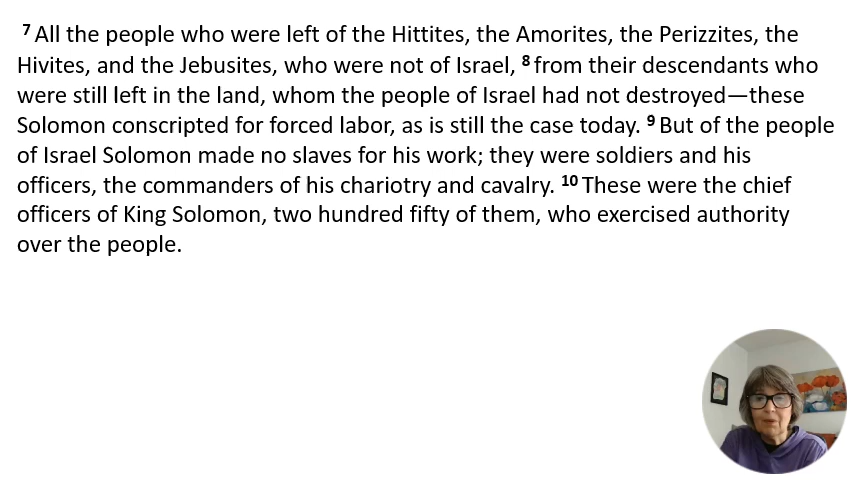 7 All the people who were left of the Hittites, the Amorites, the Perizzites, the
Hivites, and the Jebusites, who were not of Israel, 8 from their descendants who
were still left in the land, whom the people of Israel had not destroyed—these
Solomon conscripted for forced labor, as is still the case today. 9 But of the people
of Israel Solomon made no slaves for his work; they were soldiers and his
officers, the commanders of his chariotry and cavalry. 10 These were the chief
officers of King Solomon, two hundred fifty of them, who exercised authority
over the people.